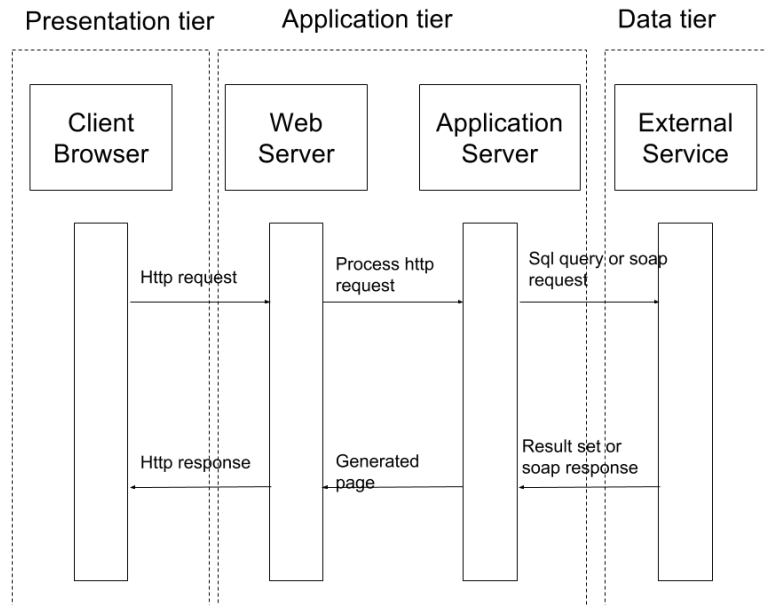 Presentation tier
Application tier
Data tier
Client
Browser
Web
Server
Application
Server
External
Service
Http request
Process http
request
Sql query or soap
request
Http response
Generated
page
Result set or
soap response